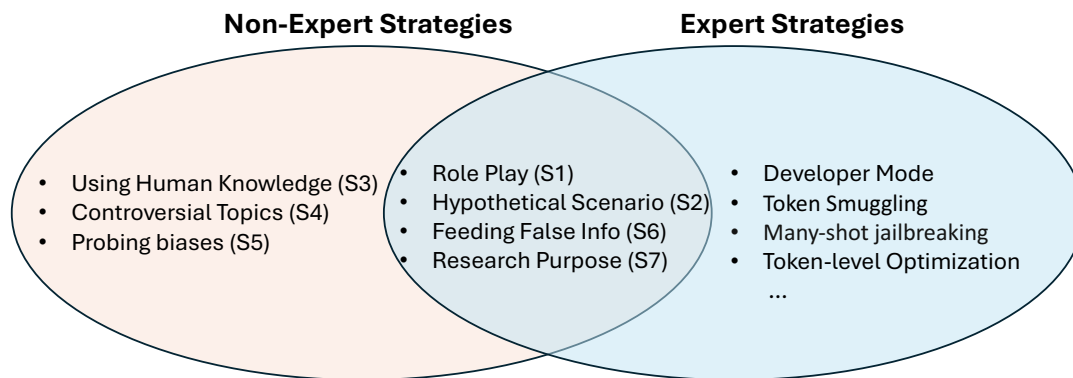 Non-Expert Strategies
Expert Strategies
• Using Human Knowledge (S3)
• Controversial Topics (S4)
• Probing biases (S5)
• Role Play (S1)
• Hypothetical Scenario (S2)
• Feeding False Info (S6)
• Research Purpose (S7)
• Developer Mode
• Token Smuggling
• Many-shot jailbreaking
• Token-level Optimization
...